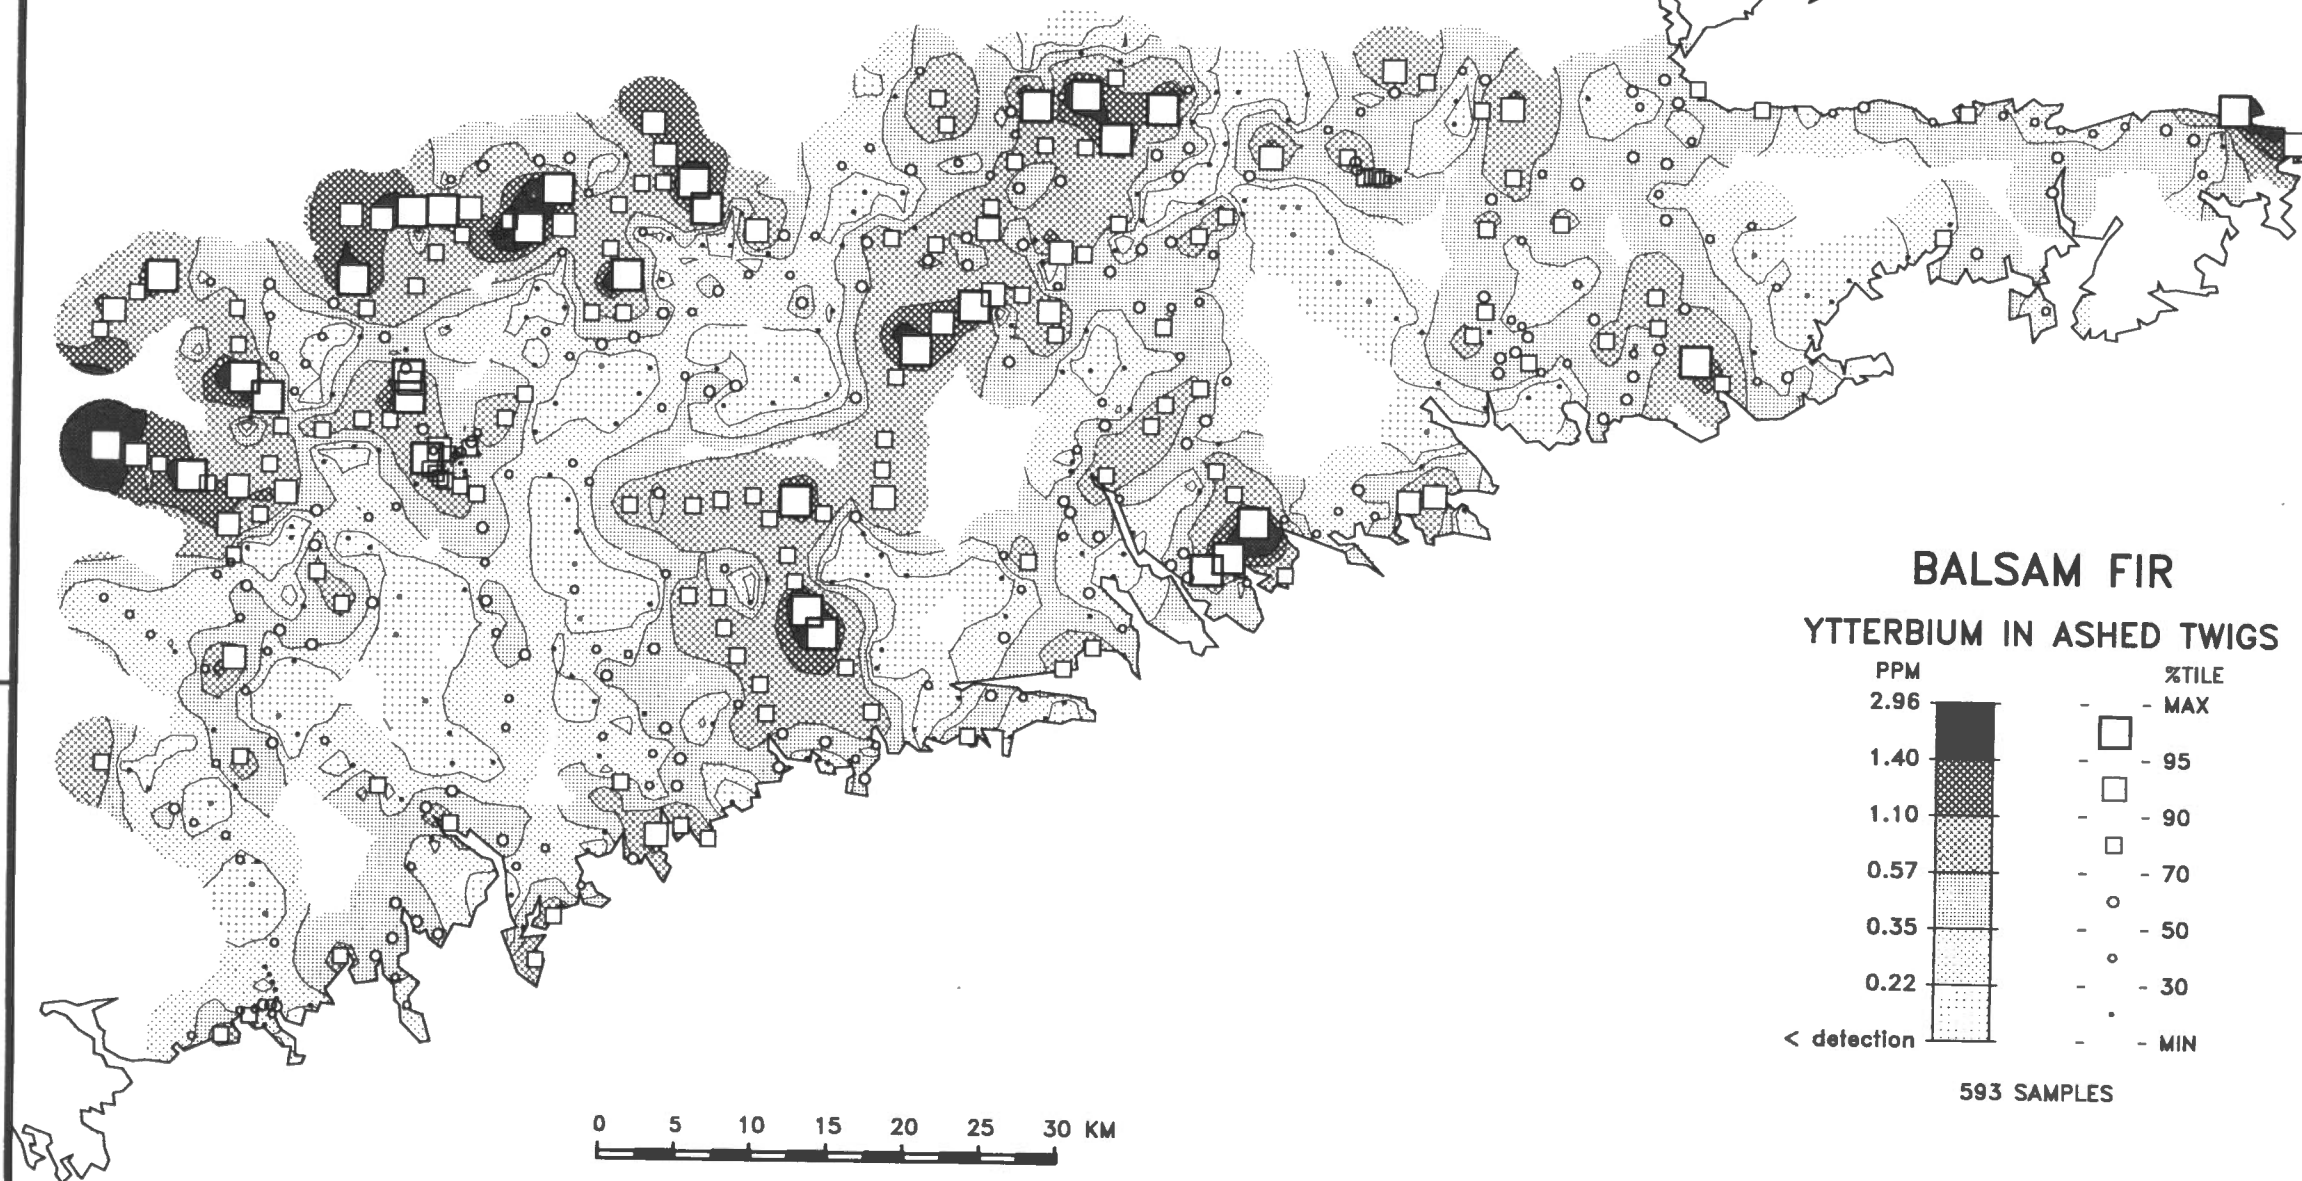 BALSAM FIR
YTTERBIUM IN ASHED TWIGS
PPM %TILE
2.96 - - MAX
1.40 - - 95
1.10 - - 90
0.57 - - 70
0.35 - - 50
0.22 - - 30
< detection - - MIN
593 SAMPLES
0 5 10 15 20 25 30 KM